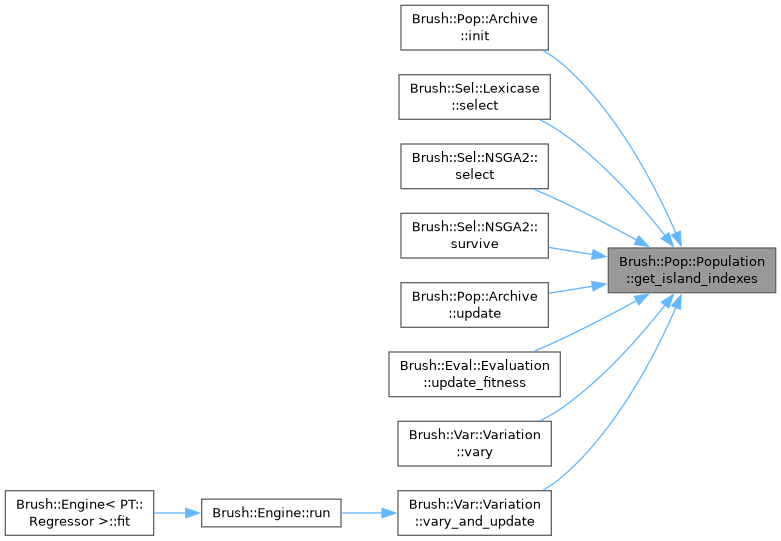 Brush::Pop::Archive
::init
Brush::Sel::Lexicase
::select
Brush::Sel::NSGA2::
select
Brush::Sel::NSGA2::
survive
Brush::Pop::Population
::get_island_indexes
Brush::Pop::Archive
::update
Brush::Eval::Evaluation
::update_fitness
Brush::Var::Variation
::vary
Brush::Engine< PT::
Regressor >::fit
Brush::Engine::run
Brush::Var::Variation
::vary_and_update